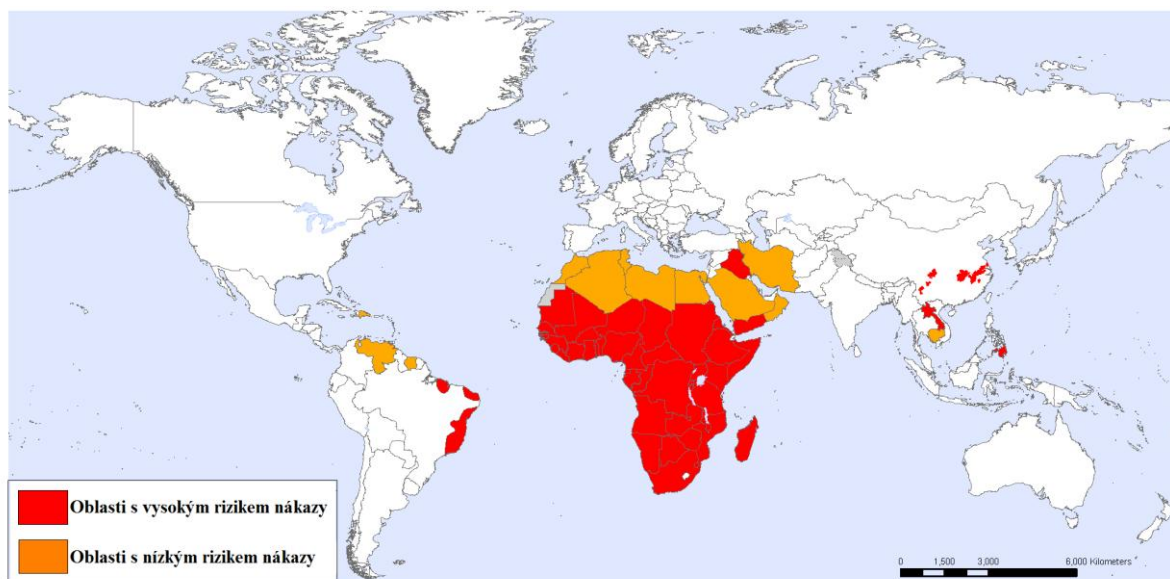 Oblasti s vysokým rizikem nákazy
Oblasti s nízkým rizikem nákazy
0 1,500 3,000 6,000 Kilometers